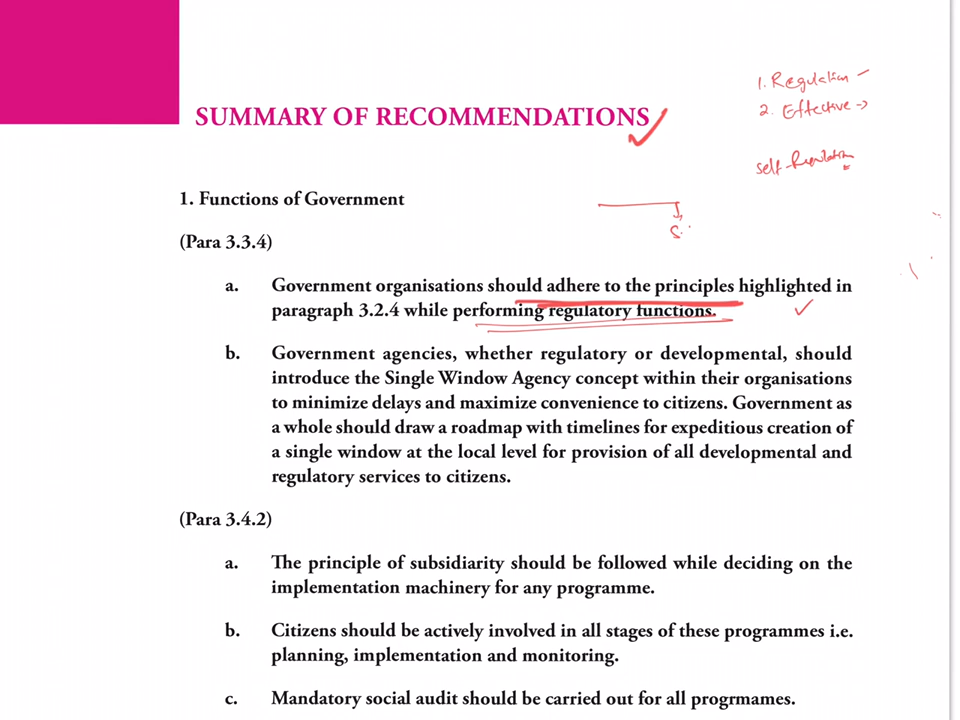 1. Regulation –
2. Effective →
SUMMARY OF RECOMMENDATIONS
self-Regulation
1. Functions of Government
(Para 3.3.4)
S..
a. Government organisations should adhere to the principles highlighted in
paragraph 3.2.4 while performing regulatory functions.
b. Government agencies, whether regulatory or developmental, should
introduce the Single Window Agency concept within their organisations
to minimize delays and maximize convenience to citizens. Government as
a whole should draw a roadmap with timelines for expeditious creation of
a single window at the local level for provision of all developmental and
regulatory services to citizens.
(Para 3.4.2)
a. The principle of subsidiarity should be followed while deciding on the
implementation machinery for any programme.
b. Citizens should be actively involved in all stages of these programmes i.e.
planning, implementation and monitoring.
c. Mandatory social audit should be carried out for all progrmames.